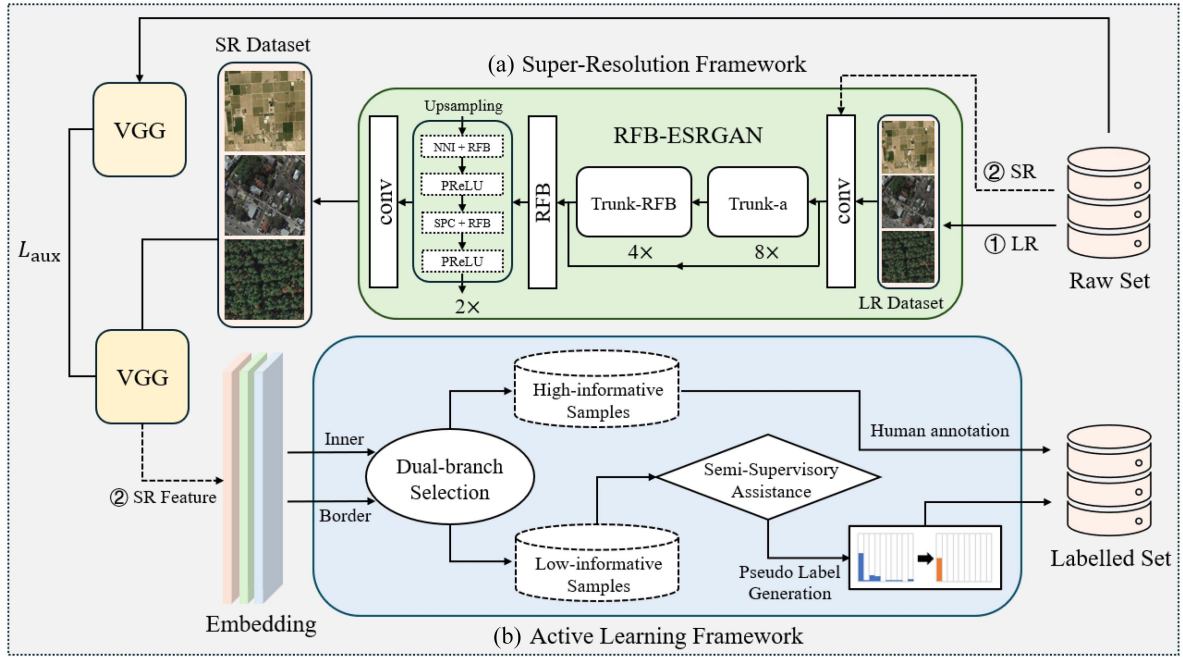 SR Dataset
(a) Super-Resolution Framework
VGG
Upsampling
NNI + RFB
PReLU
SPC + RFB
PReLU
2×
conv
RFB
RFB-ESRGAN
Trunk-RFB
Trunk-a
4×
8×
conv
LR Dataset
② SR
① LR
Raw Set
L_aux
VGG
② SR Feature
Embedding
Inner
Border
Dual-branch
Selection
High-informative
Samples
Low-informative
Samples
Semi-Supervisory
Assistance
Human annotation
Pseudo Label
Generation
Labelled Set
(b) Active Learning Framework